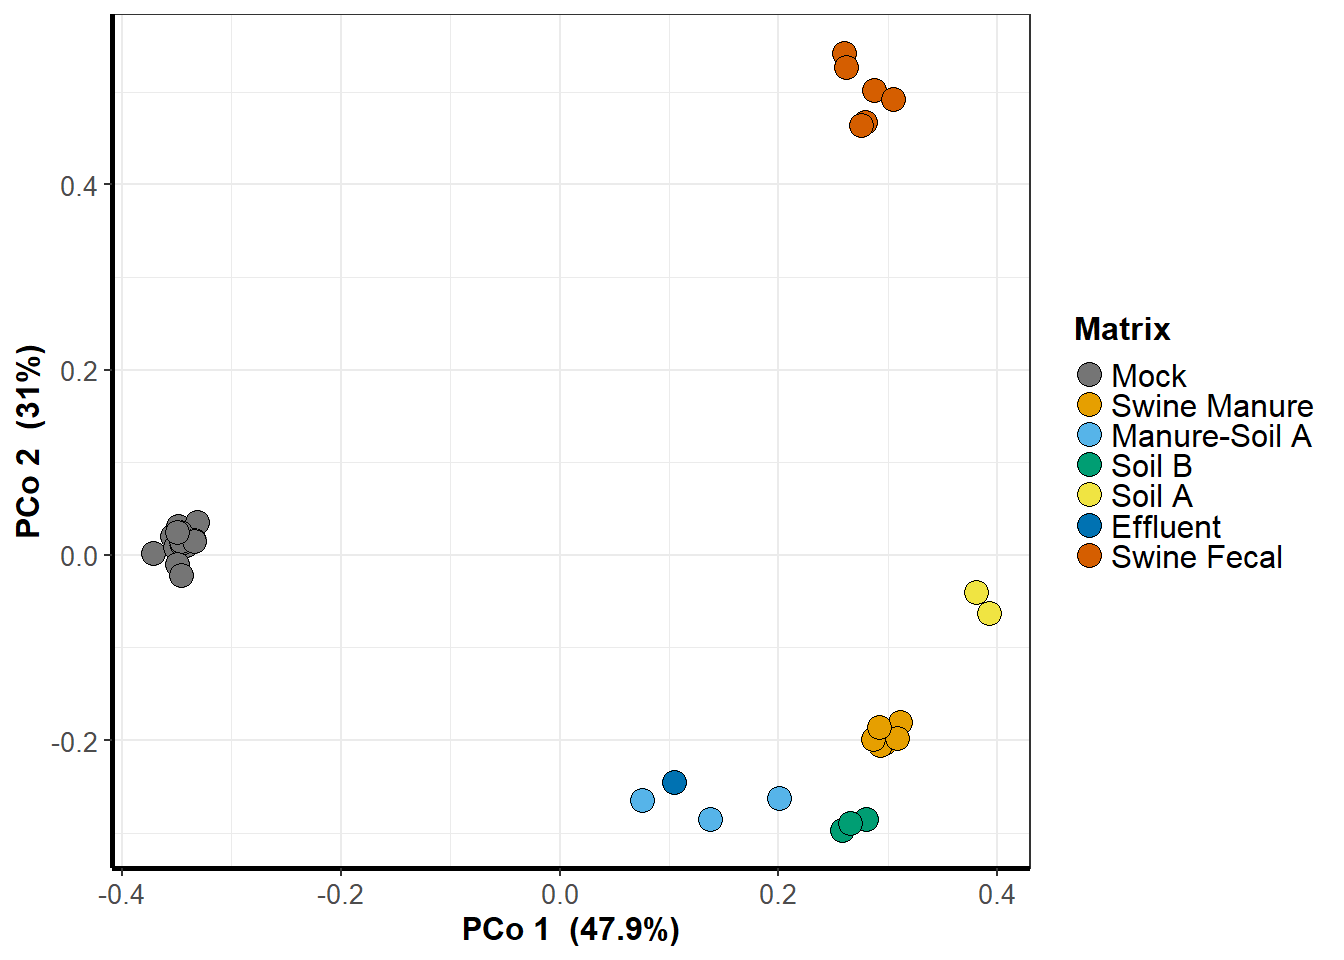 0.4
0.2
0.0
-0.2
PCo 2 (31%)
-0.4
-0.2
0.0
0.2
0.4
PCo 1 (47.9%)
Matrix
Mock
Swine Manure
Manure-Soil A
Soil B
Soil A
Effluent
Swine Fecal